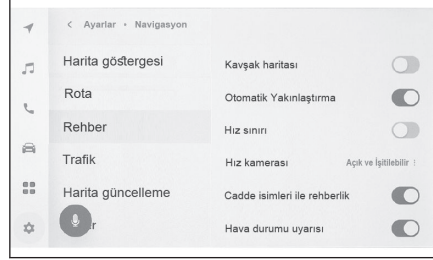 < Ayarlar • Navigasyon
Harita göstergesi
Rota
Rehber
Trafik
Harita güncelleme
r
Kavşak haritası
Otomatik Yakınlaştırma
Hız sınırı
Hız kamerası Açık ve İşitilebilir
Cadde isimleri ile rehberlik
Hava durumu uyarısı